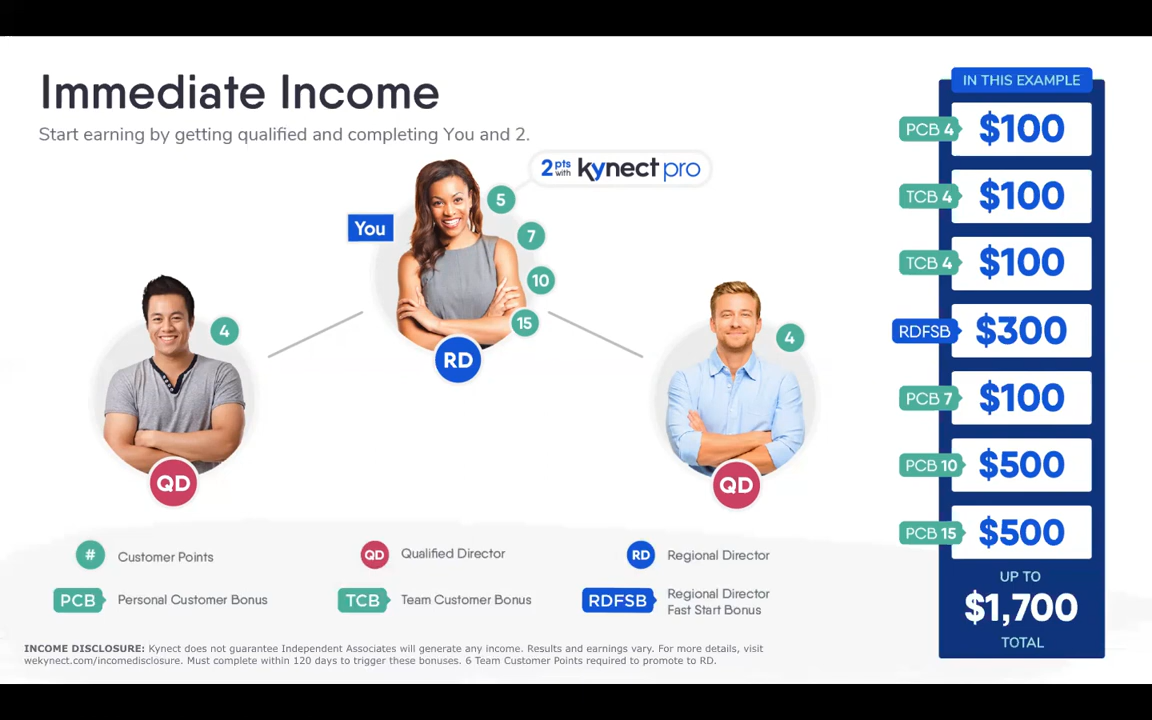 Immediate Income
Start earning by getting qualified and completing You and 2.
2 pts with kynect pro
You
5
7
10
15
RD
4
QD
4
QD
IN THIS EXAMPLE
PCB 4 $100
TCB 4 $100
TCB 4 $100
RDFSB $300
PCB 7 $100
PCB 10 $500
PCB 15 $500
UP TO
$1,700
TOTAL
# Customer Points
QD Qualified Director
RD Regional Director
PCB Personal Customer Bonus
TCB Team Customer Bonus
RDFSB Regional Director
Fast Start Bonus
INCOME DISCLOSURE: Kynect does not guarantee Independent Associates will generate any income. Results and earnings vary. For more details, visit
wekynect.com/incomedisclosure. Must complete within 120 days to trigger these bonuses. 6 Team Customer Points required to promote to RD.